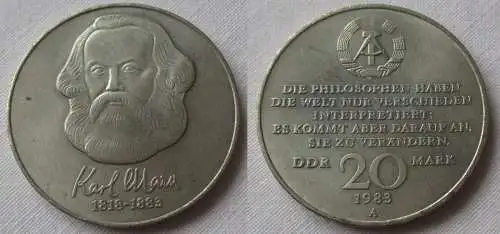 Karl Marx
1818-1883
DIE PHILOSOPHEN HABEN
DIE WELT NUR VERSCHIEDEN
INTERPRETIERT;
ES KOMMT ABER DARAUF AN,
SIE ZU VERÄNDERN.
DDR 20 MARK
1983
A